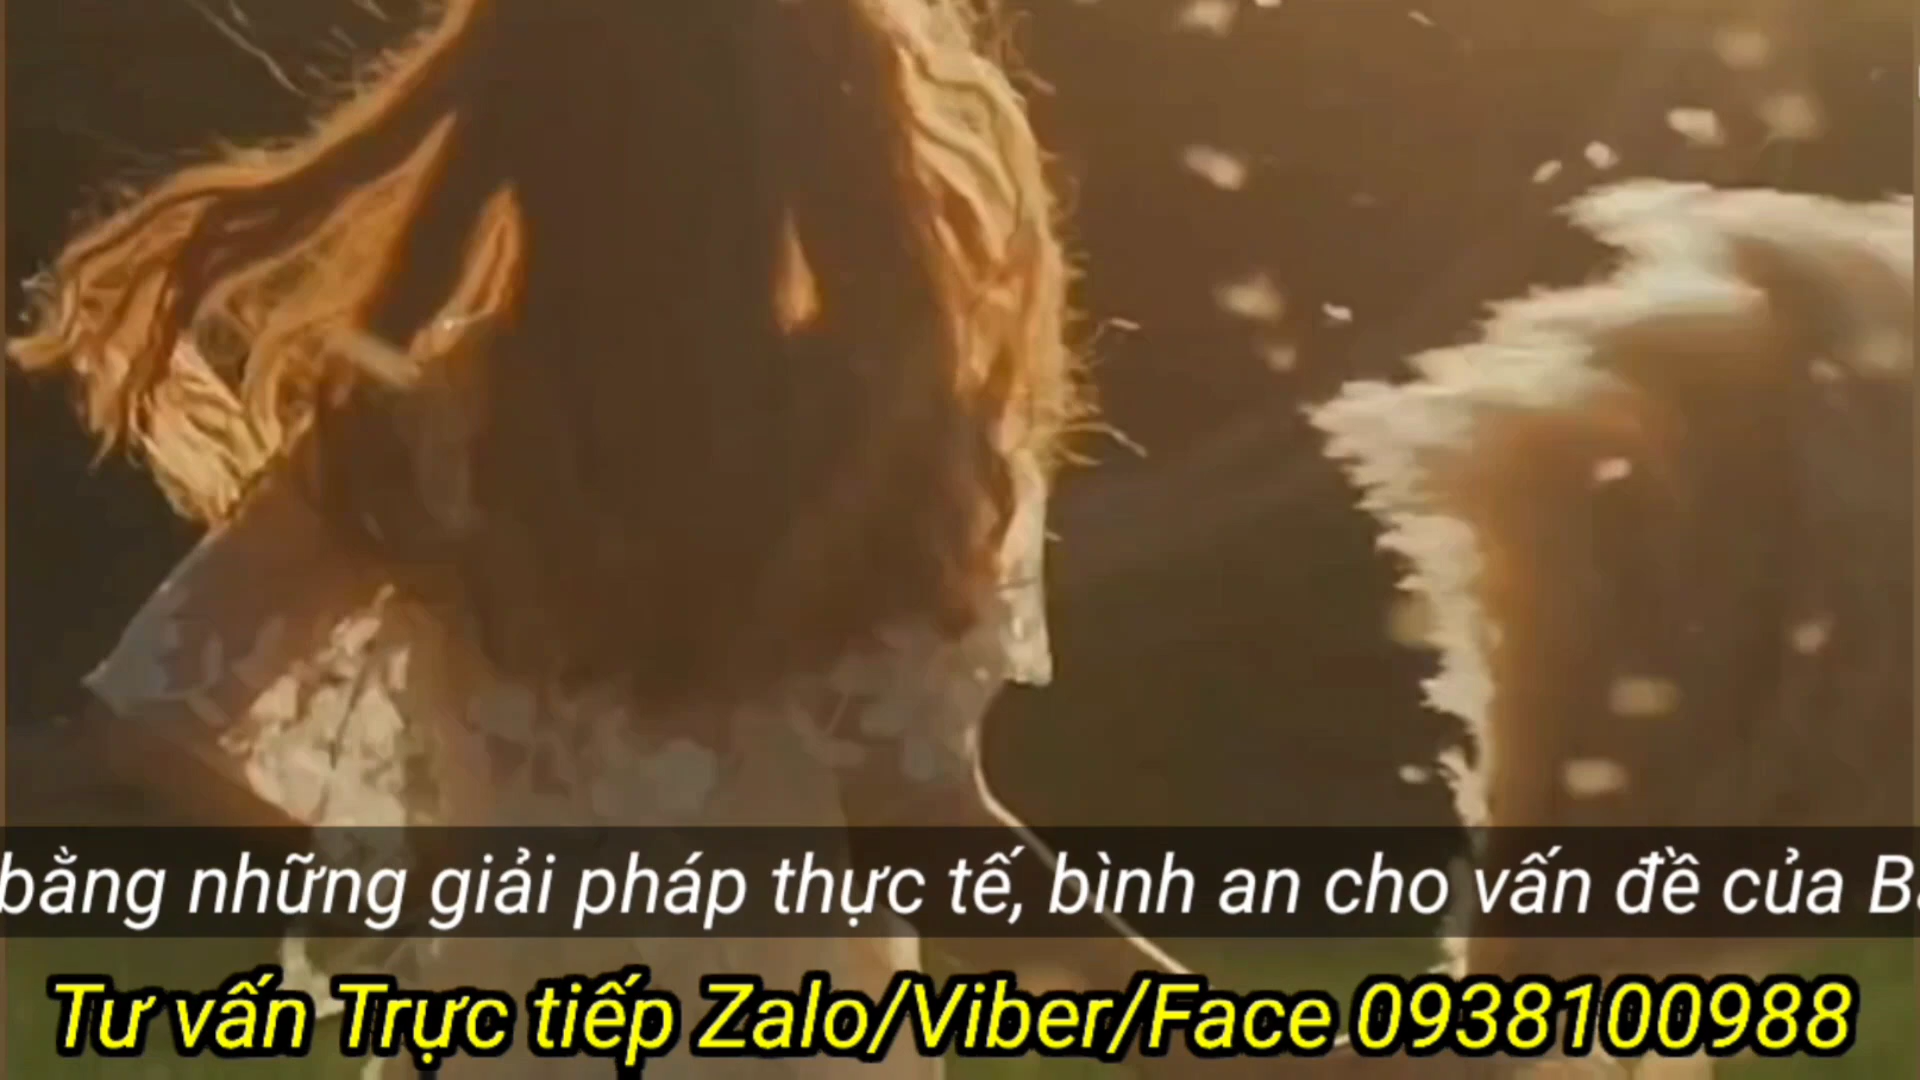 bằng những giải pháp thực tế, bình an cho vấn đề của
Tư vấn Trực tiếp Zalo/Viber/Face 0938100988